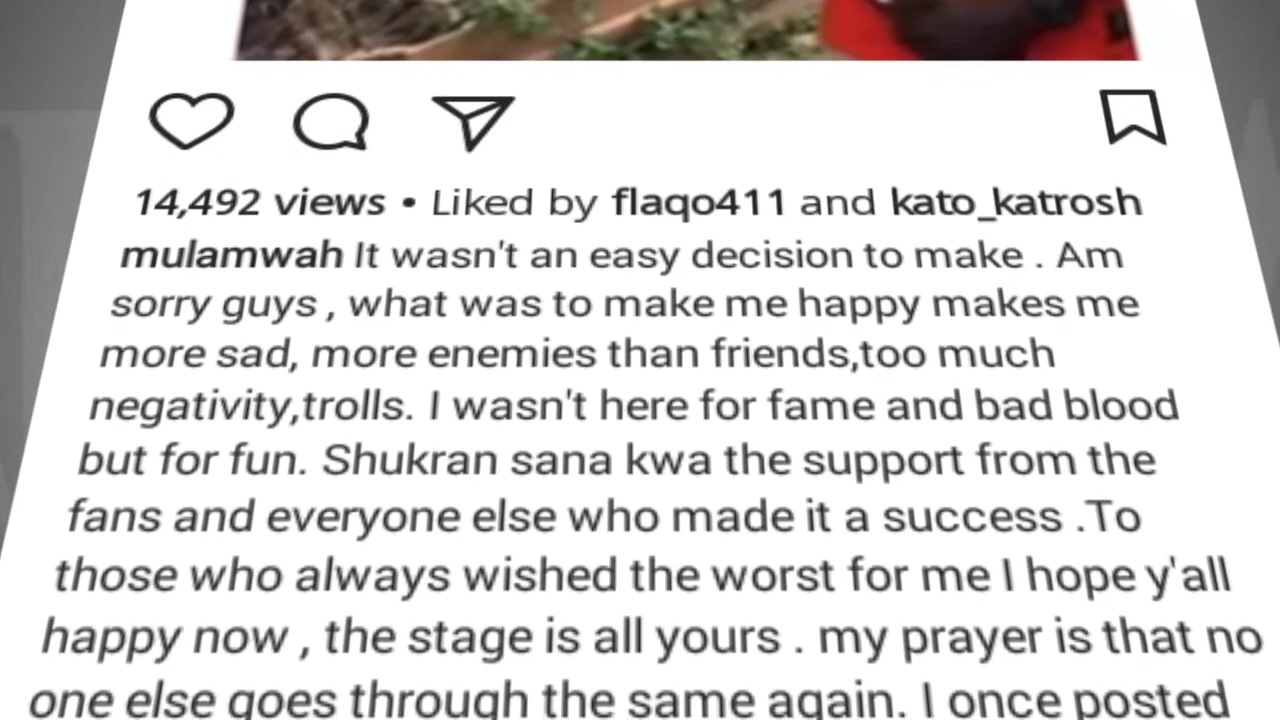 14,492 views • Liked by flaqo411 and kato_katrosh
mulamwah It wasn't an easy decision to make . Am
sorry guys , what was to make me happy makes me
more sad, more enemies than friends,too much
negativity,trolls. I wasn't here for fame and bad blood
but for fun. Shukran sana kwa the support from the
fans and everyone else who made it a success .To
those who always wished the worst for me I hope y'all
happy now , the stage is all yours . my prayer is that no
one else goes through the same again. I once posted